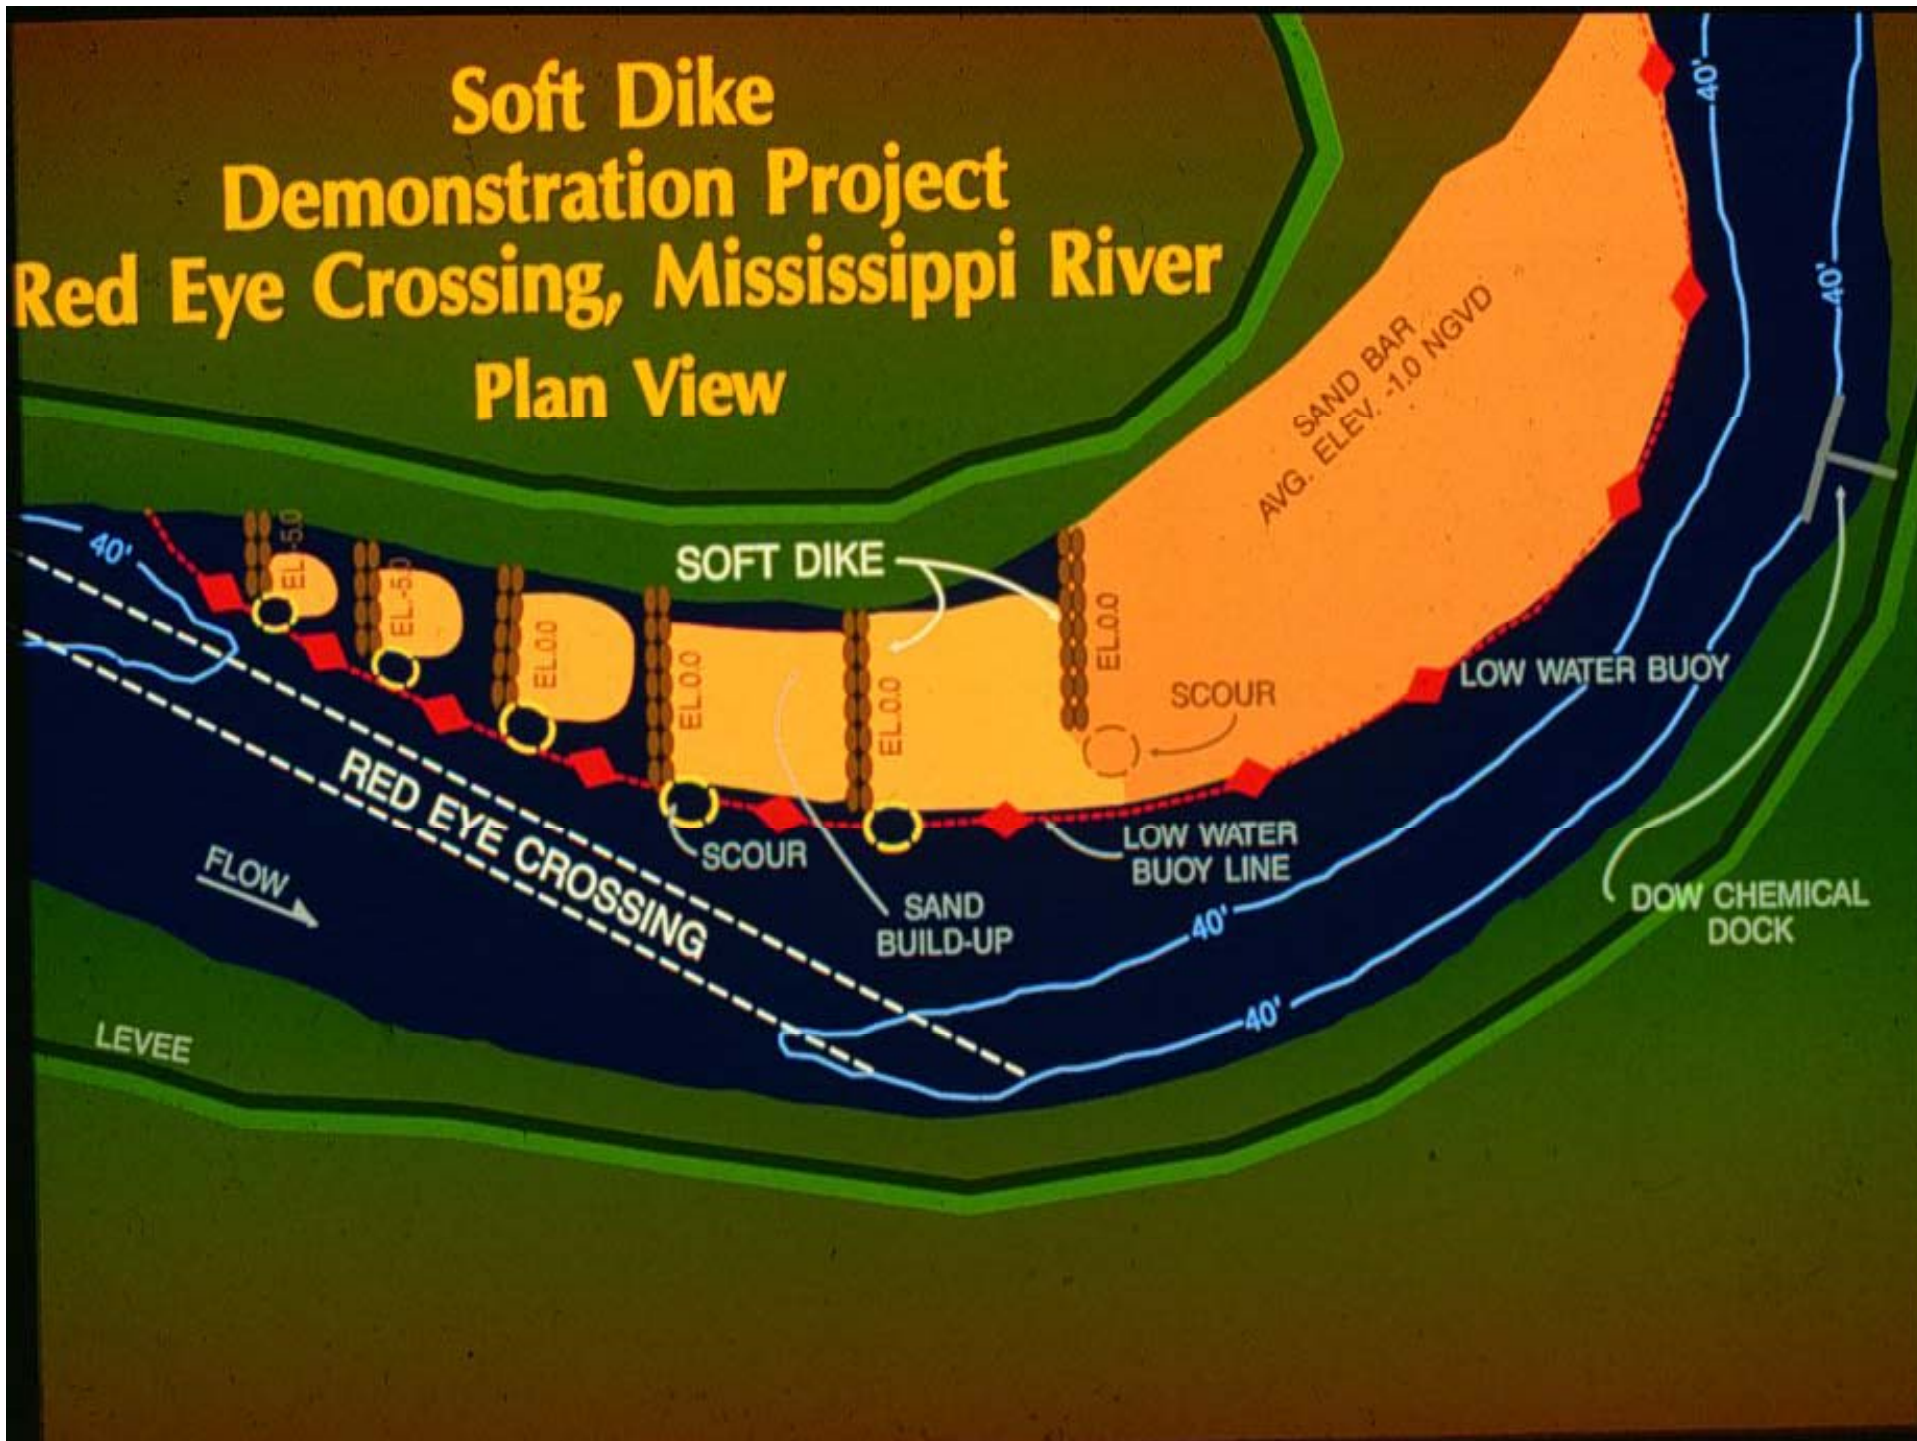 Soft Dike
Demonstration Project
Red Eye Crossing, Mississippi River
Plan View
40'
40'
SAND BAR
AVG. ELEV. -1.0 NGVD
40'
EL.-5.0
EL.-5.0
EL.0.0
EL.0.0
EL.0.0
EL.0.0
SOFT DIKE
SCOUR
LOW WATER BUOY
RED EYE CROSSING
FLOW
SCOUR
LOW WATER
BUOY LINE
SAND
BUILD-UP
40'
40'
DOW CHEMICAL
DOCK
LEVEE